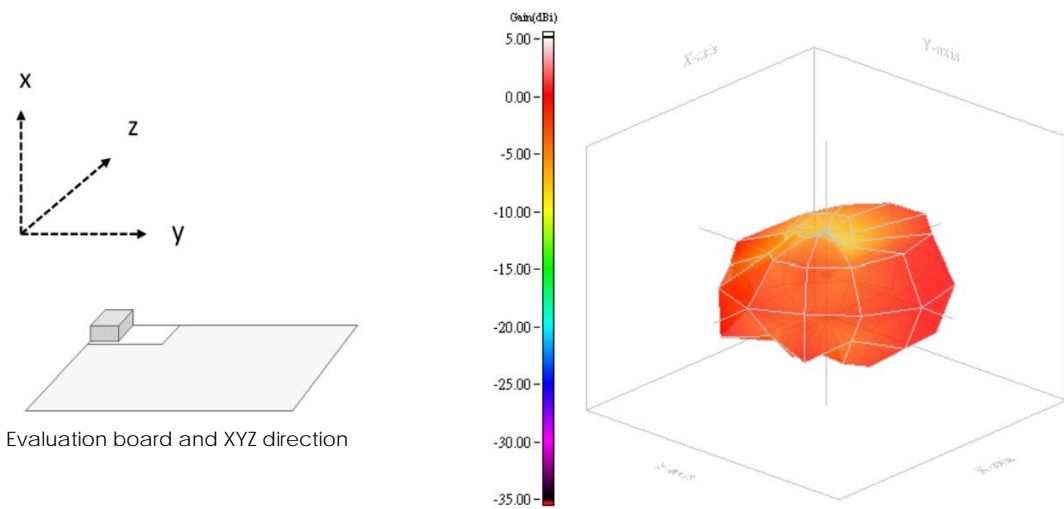 x
z
y
Evaluation board and XYZ direction
Gain(dBi)
5.00
0.00
-5.00
-10.00
-15.00
-20.00
-25.00
-30.00
-35.00
X-axis
Y-axis